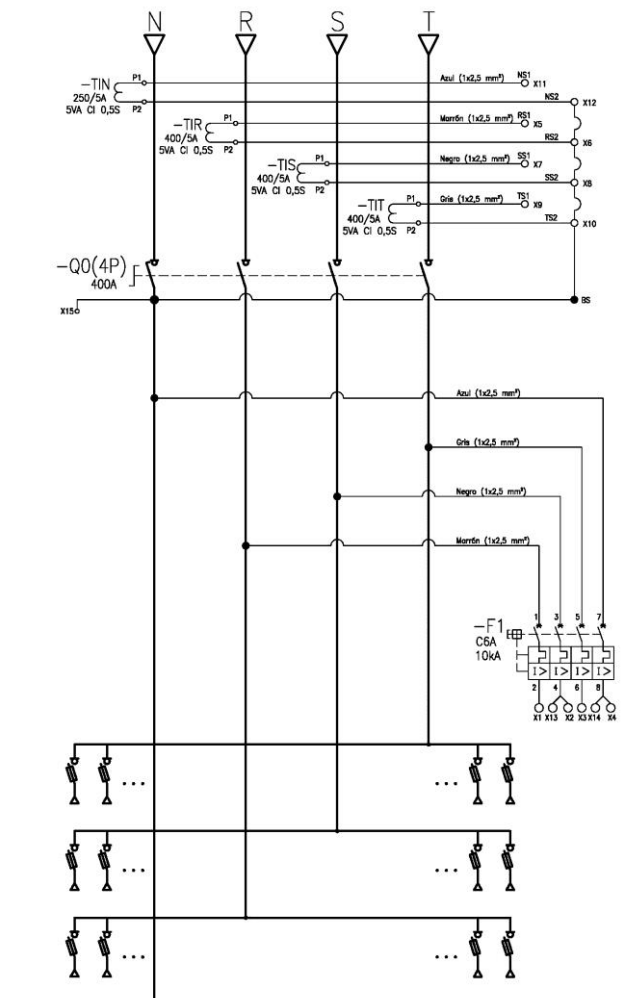 N R S T
-TIN
250/5A
5VA Cl 0,5S
P1
P2
Azul (1x2,5 mm²)
NS1
X11
NS2
X12
-TIR
400/5A
5VA Cl 0,5S
P1
P2
Marrón (1x2,5 mm²)
RS1
X5
RS2
X6
-TIS
400/5A
5VA Cl 0,5S
P1
P2
Negro (1x2,5 mm²)
SS1
X7
SS2
X8
-TIT
400/5A
5VA Cl 0,5S
P1
P2
Gris (1x2,5 mm²)
TS1
X9
TS2
X10
-Q0(4P)
400A
X15
BS
Azul (1x2,5 mm²)
Gris (1x2,5 mm²)
Negro (1x2,5 mm²)
Marrón (1x2,5 mm²)
-F1
C6A
10kA
1 3 5 7
I> I> I> I>
2 4 6 8
X1 X13 X2 X3 X14 X4
... ...
... ...
... ...